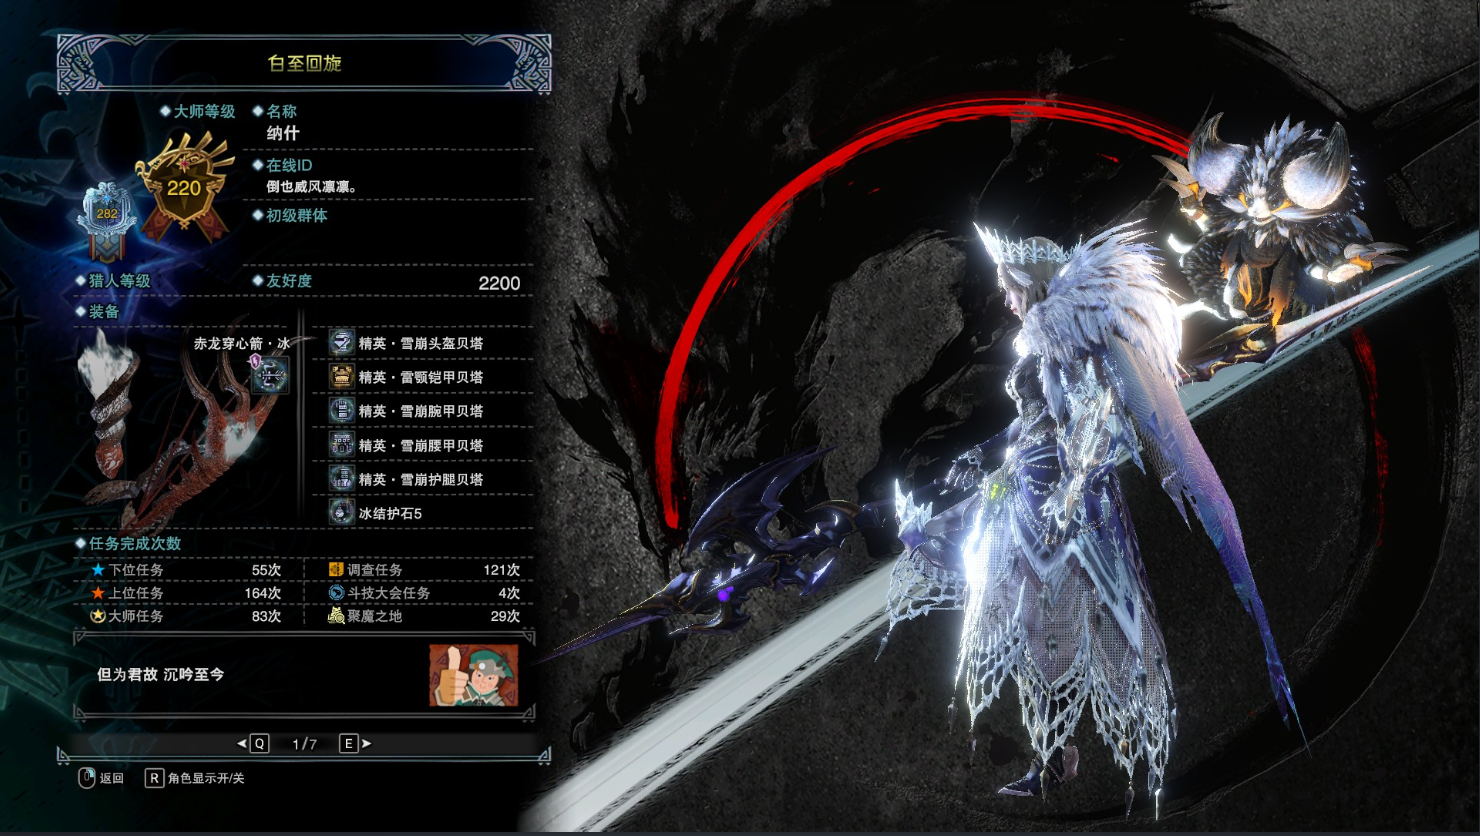 白至回旋
大师等级
名称
纳什
220
282
在线ID
倒也威风凛凛。
初级群体
猎人等级
友好度
2200
装备
赤龙穿心箭·冰
精英·雪崩头盔贝塔
精英·雷颚铠甲贝塔
精英·雪崩腕甲贝塔
精英·雪崩腰甲贝塔
精英·雪崩护腿贝塔
冰结护石5
任务完成次数
下位任务 55次
调查任务 121次
上位任务 164次
斗技大会任务 4次
大师任务 83次
聚魔之地 29次
但为君故 沉吟至今
Q 1/7 E
返回 R 角色显示开/关